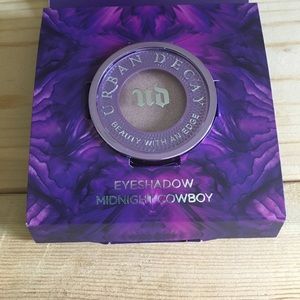 URBAN DECAY
UD
BEAUTY WITH AN EDGE
EYESHADOW
MIDNIGHT COWBOY